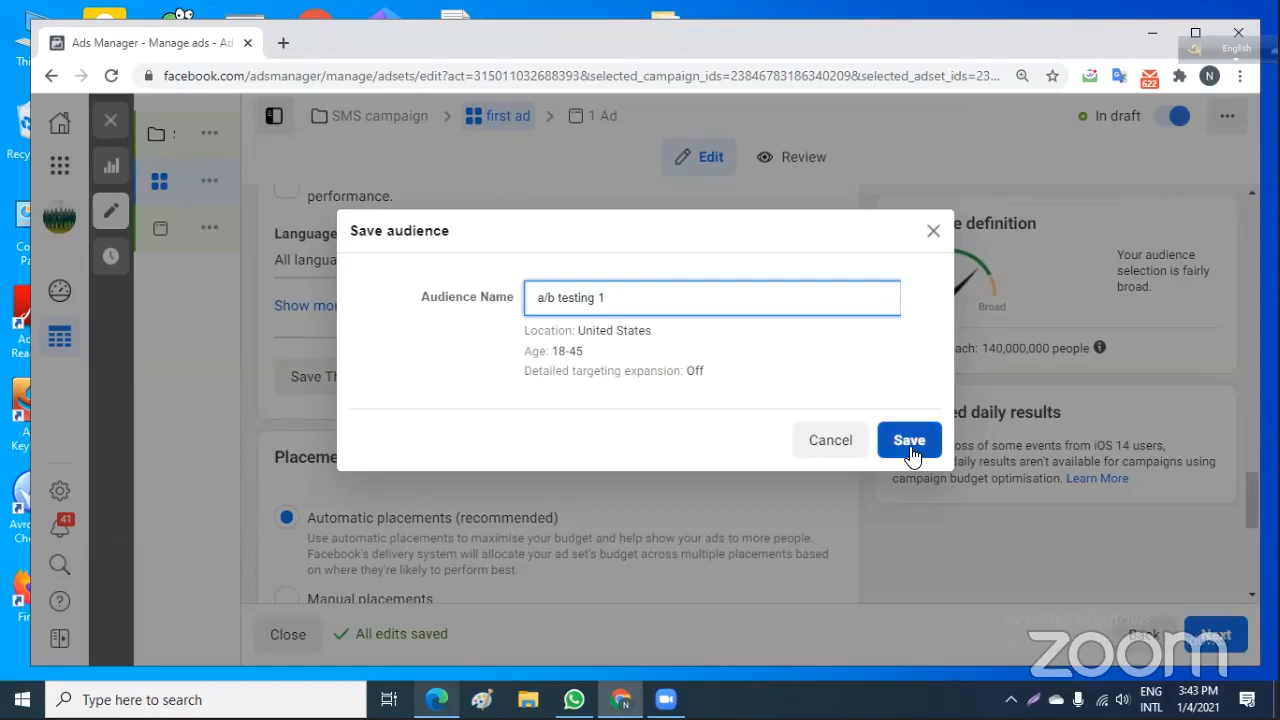 Ads Manager - Manage ads - Ad
English
facebook.com/adsmanager/manage/adsets/edit?act=315011032688393&selected_campaign_ids=23846783186340209&selected_adset_ids=23...
622
N
SMS campaign
first ad
1 Ad
In draft
Edit
Review
performance.
Language
All langua
Show mor
Save Th
Save audience
Audience Name
a/b testing 1
Location: United States
Age: 18-45
Detailed targeting expansion: Off
Cancel
Save
e definition
Your audience
selection is fairly
broad.
Broad
ach: 140,000,000 people
ed daily results
oss of some events from iOS 14 users,
daily results aren't available for campaigns using
campaign budget optimisation. Learn More
Placeme
Automatic placements (recommended)
Use automatic placements to maximise your budget and help show your ads to more people.
Facebook's delivery system will allocate your ad set's budget across multiple placements based
on where they're likely to perform best.
Manual placements
41
Close
All edits saved
Activate Windows
Back
Next
zoom
Type here to search
ENG
INTL
3:43 PM
1/4/2021